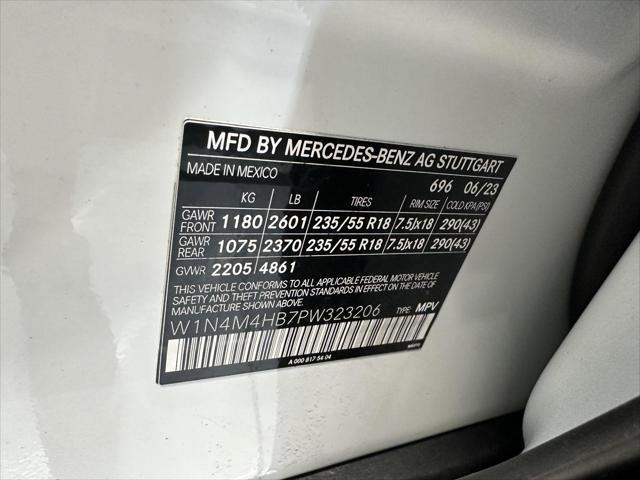 MFD BY MERCEDES-BENZ AG STUTTGART
MADE IN MEXICO 696 06/23
KG LB TIRES RIM SIZE COLD KPA(PSI)
GAWR FRONT 1180 2601 235/55 R18 7.5Jx18 290(43)
GAWR REAR 1075 2370 235/55 R18 7.5Jx18 290(43)
GVWR 2205 4861
THIS VEHICLE CONFORMS TO ALL APPLICABLE FEDERAL MOTOR VEHICLE
SAFETY AND THEFT PREVENTION STANDARDS IN EFFECT ON THE DATE OF
MANUFACTURE SHOWN ABOVE.
W1N4M4HB7PW323206 TYPE MPV
A 000 817 54 04